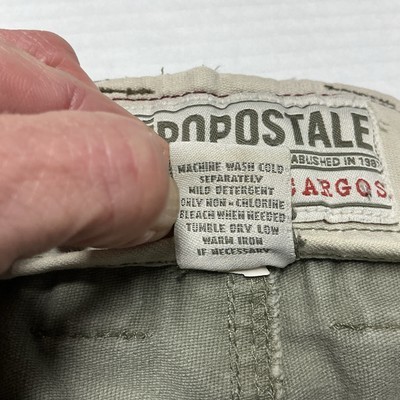 ROPOSTALE
ABLISHED IN 198
CARGOS.
MACHINE WASH COLD
SEPARATELY
MILD DETERGENT
ONLY NON-CHLORINE
BLEACH WHEN NEEDED
TUMBLE DRY LOW
WARM IRON
IF NECESSARY